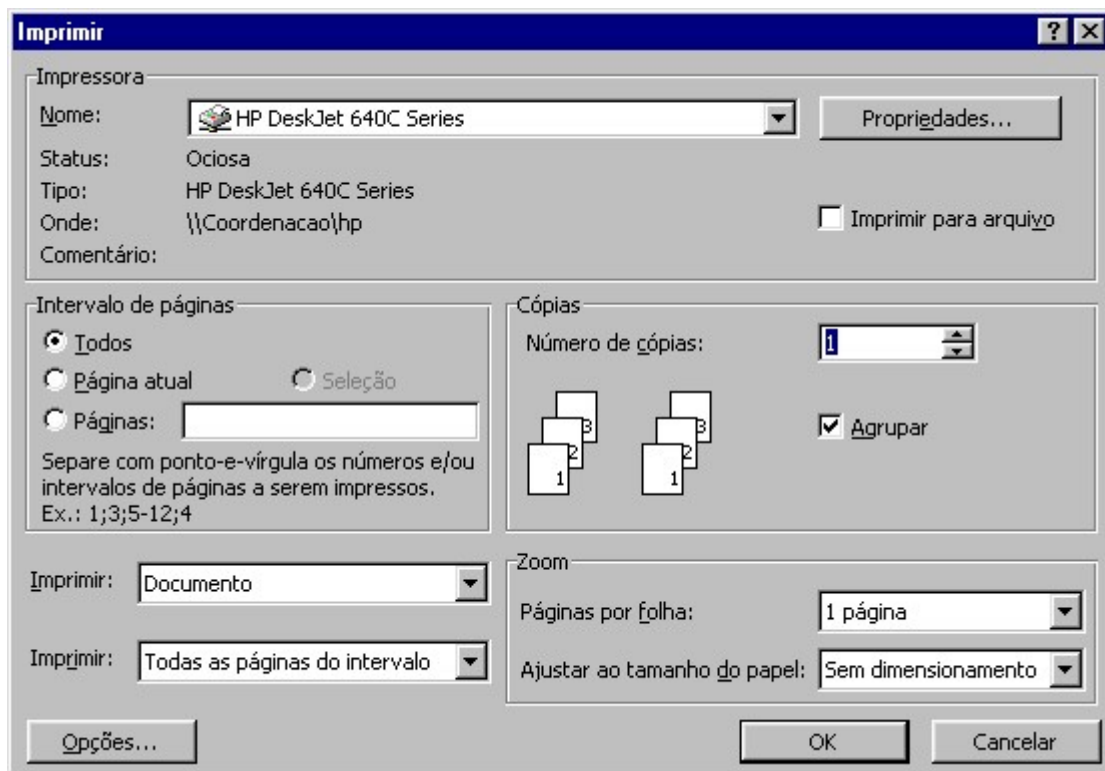 Imprimir
Impressora
Nome: HP DeskJet 640C Series Propriedades...
Status: Ociosa
Tipo: HP DeskJet 640C Series
Onde: \\Coordenacao\hp Imprimir para arquivo
Comentário:
Intervalo de páginas
Todos
Página atual Seleção
Páginas:
Separe com ponto-e-vírgula os números e/ou
intervalos de páginas a serem impressos.
Ex.: 1;3;5-12;4
Cópias
Número de cópias: 1
3 3
2 2
1 1
Agrupar
Imprimir: Documento
Imprimir: Todas as páginas do intervalo
Zoom
Páginas por folha: 1 página
Ajustar ao tamanho do papel: Sem dimensionamento
Opções... OK Cancelar